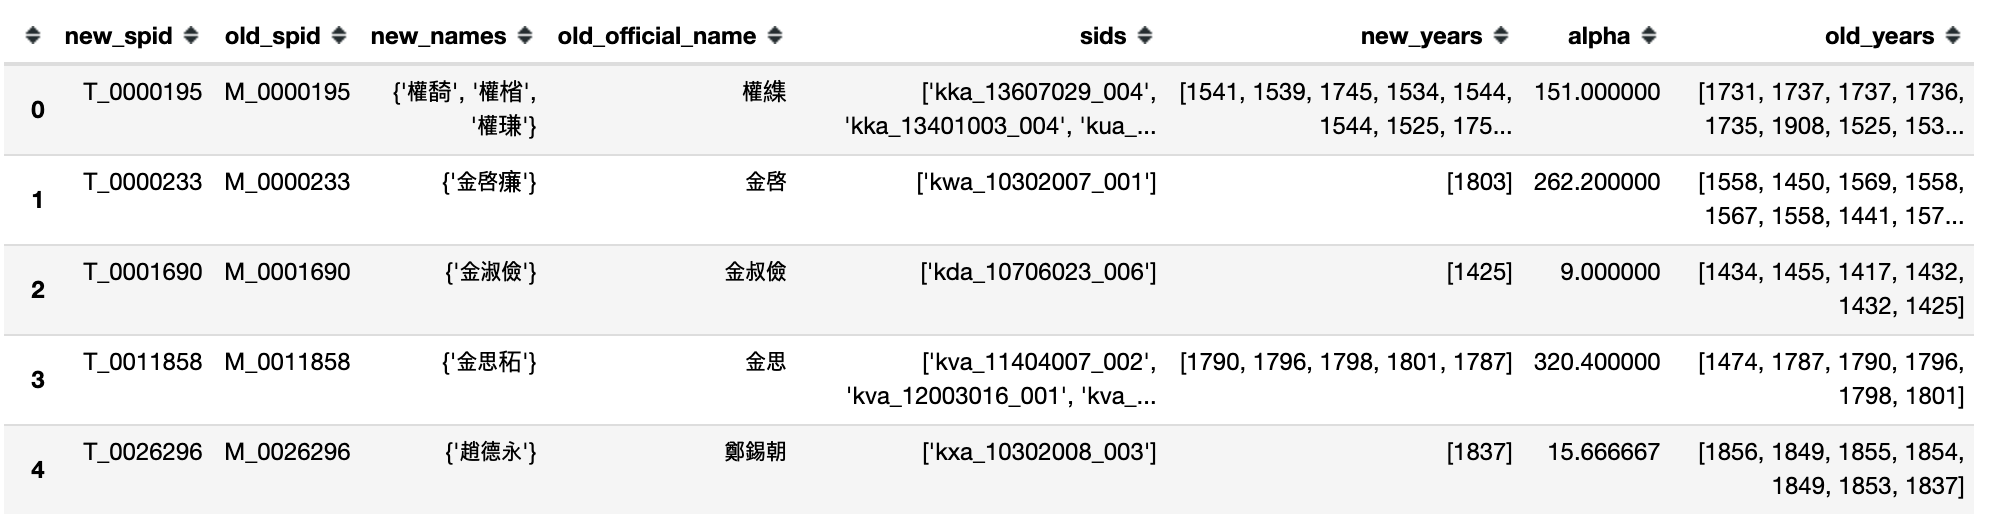 new_spid old_spid new_names old_official_name sids new_years alpha old_years
0 T_0000195 M_0000195 {'權䭲', '權㮒', '權㻩'} 權㒒 ['kka_13607029_004', 'kka_13401003_004', 'kua_... [1541, 1539, 1745, 1534, 1544, 1544, 1525, 175... 151.000000 [1731, 1737, 1737, 1736, 1735, 1908, 1525, 153...
1 T_0000233 M_0000233 {'金啓㾾'} 金啓 ['kwa_10302007_001'] [1803] 262.200000 [1558, 1450, 1569, 1558, 1567, 1558, 1441, 157...
2 T_0001690 M_0001690 {'金淑儉'} 金叔儉 ['kda_10706023_006'] [1425] 9.000000 [1434, 1455, 1417, 1432, 1432, 1425]
3 T_0011858 M_0011858 {'金思䄷'} 金思 ['kva_11404007_002', 'kva_12003016_001', 'kva_... [1790, 1796, 1798, 1801, 1787] 320.400000 [1474, 1787, 1790, 1796, 1798, 1801]
4 T_0026296 M_0026296 {'趙德永'} 鄭錫朝 ['kxa_10302008_003'] [1837] 15.666667 [1856, 1849, 1855, 1854, 1849, 1853, 1837]